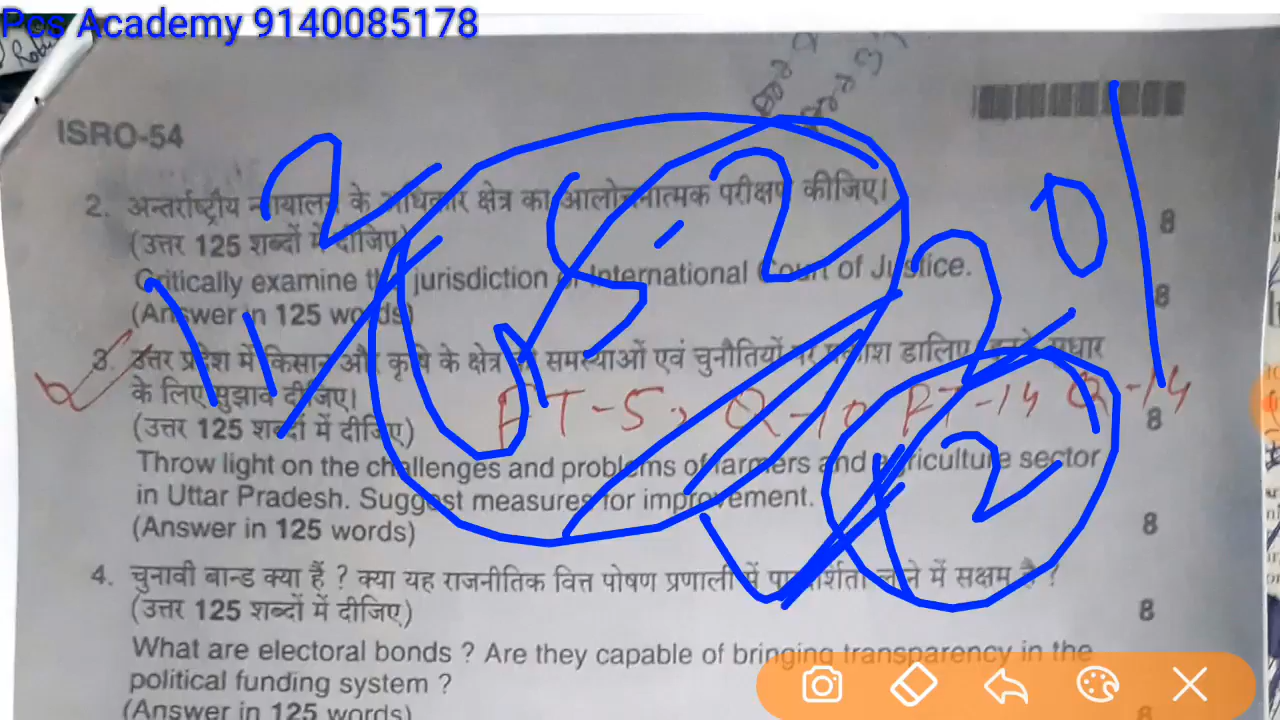 Pcs Academy 9140085178
ISRO-54
2. अन्तर्राष्ट्रीय न्यायालय के अधिकार क्षेत्र का आलोचनात्मक परीक्षण कीजिए।
(उत्तर 125 शब्दों में दीजिए) 8
Critically examine the jurisdiction of International Court of Justice.
(Answer in 125 words) 8
3. उत्तर प्रदेश में किसान और कृषि के क्षेत्र की समस्याओं एवं चुनौतियों पर प्रकाश डालिए, इनके सुधार
के लिए सुझाव दीजिए।
PT-5, Q-10 PT-14 Q-14
(उत्तर 125 शब्दों में दीजिए) 8
Throw light on the challenges and problems of farmers and agriculture sector
in Uttar Pradesh. Suggest measures for improvement.
(Answer in 125 words) 8
4. चुनावी बान्ड क्या हैं ? क्या यह राजनीतिक वित्त पोषण प्रणाली में पारदर्शिता लाने में सक्षम है ?
(उत्तर 125 शब्दों में दीजिए) 8
What are electoral bonds ? Are they capable of bringing transparency in the
political funding system ?
(Answer in 125 words) 8